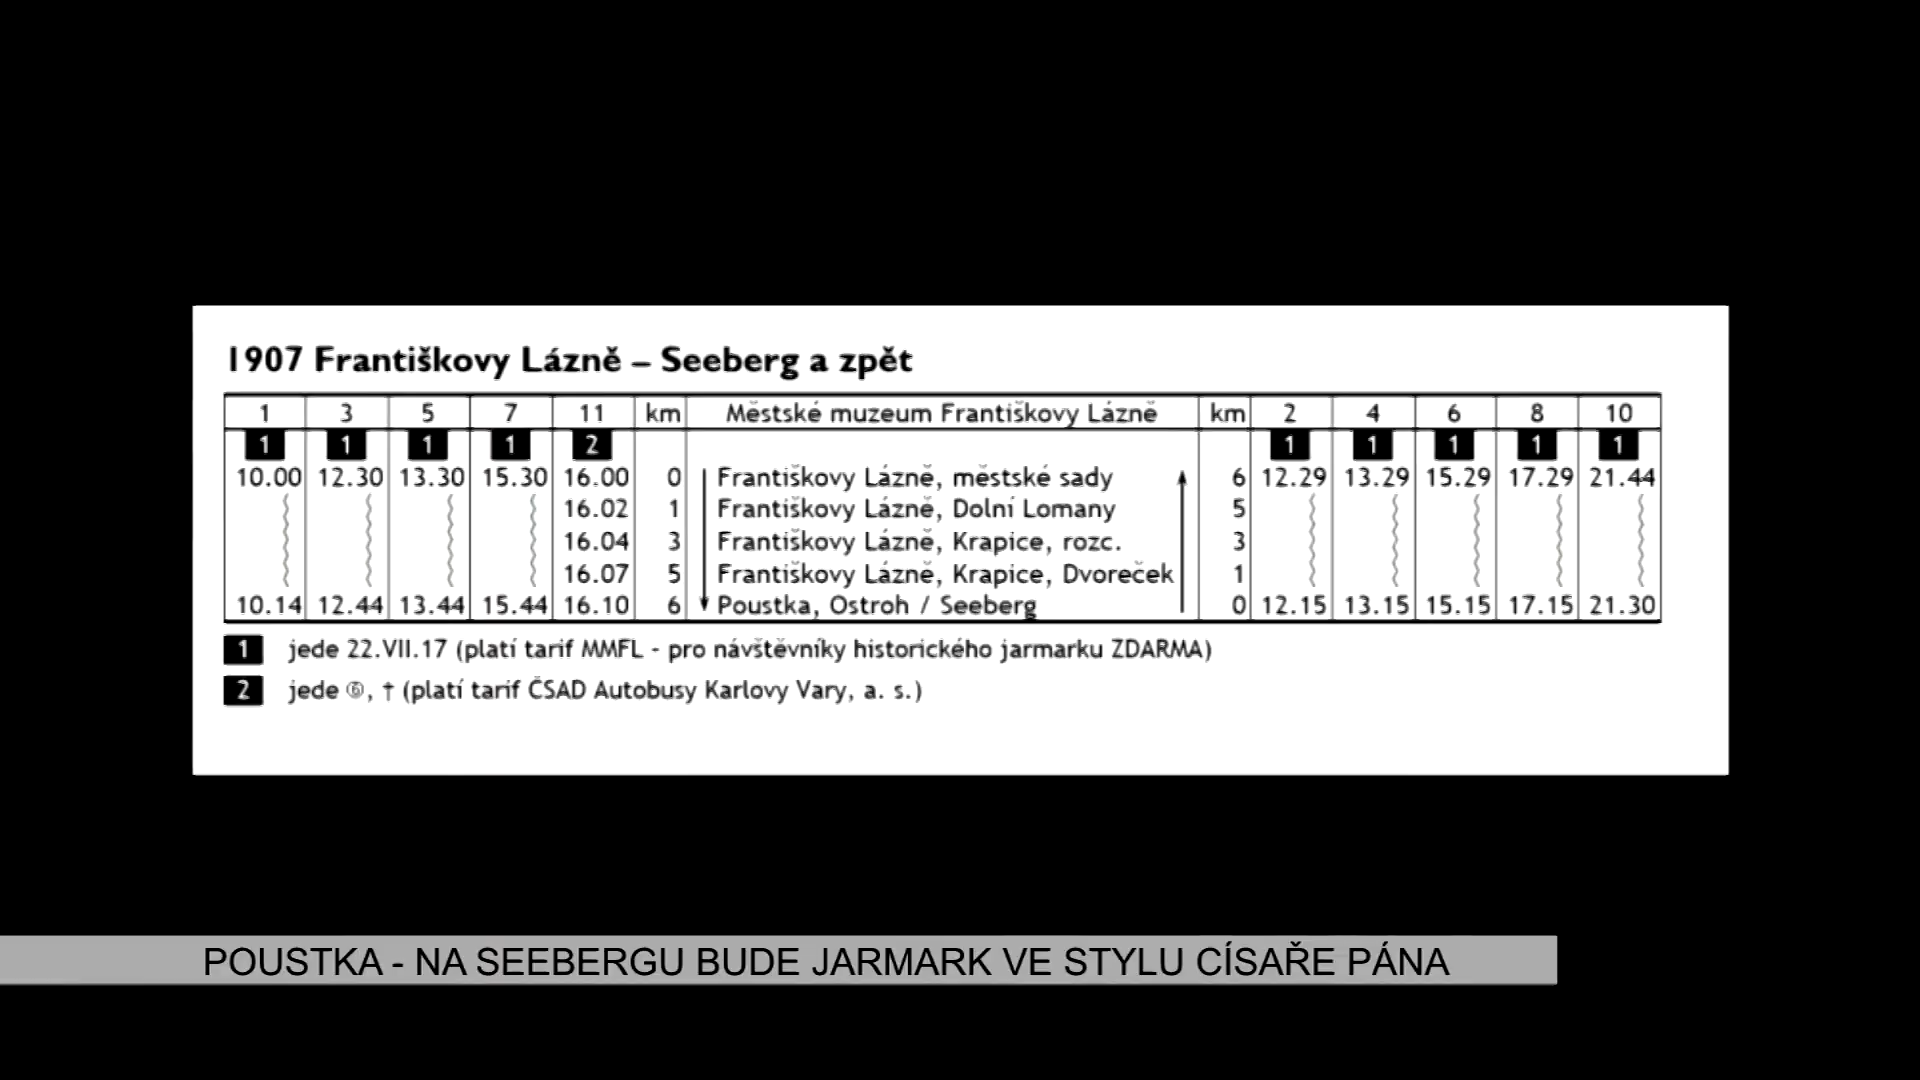 1907 Františkovy Lázně – Seeberg a zpět
1 3 5 7 11 km Městské muzeum Františkovy Lázně km 2 4 6 8 10
1 1 1 1 2 1 1 1 1 1
10.00 12.30 13.30 15.30 16.00 0 Františkovy Lázně, městské sady 6 12.29 13.29 15.29 17.29 21.44
16.02 1 Františkovy Lázně, Dolní Lomany 5
16.04 3 Františkovy Lázně, Krapice, rozc. 3
16.07 5 Františkovy Lázně, Krapice, Dvoreček 1
10.14 12.44 13.44 15.44 16.10 6 Poustka, Ostroh / Seeberg 0 12.15 13.15 15.15 17.15 21.30
1 jede 22.VII.17 (platí tarif MMFL - pro návštěvníky historického jarmarku ZDARMA)
2 jede ⑥, † (platí tarif ČSAD Autobusy Karlovy Vary, a. s.)
POUSTKA - NA SEEBERGU BUDE JARMARK VE STYLU CÍSAŘE PÁNA